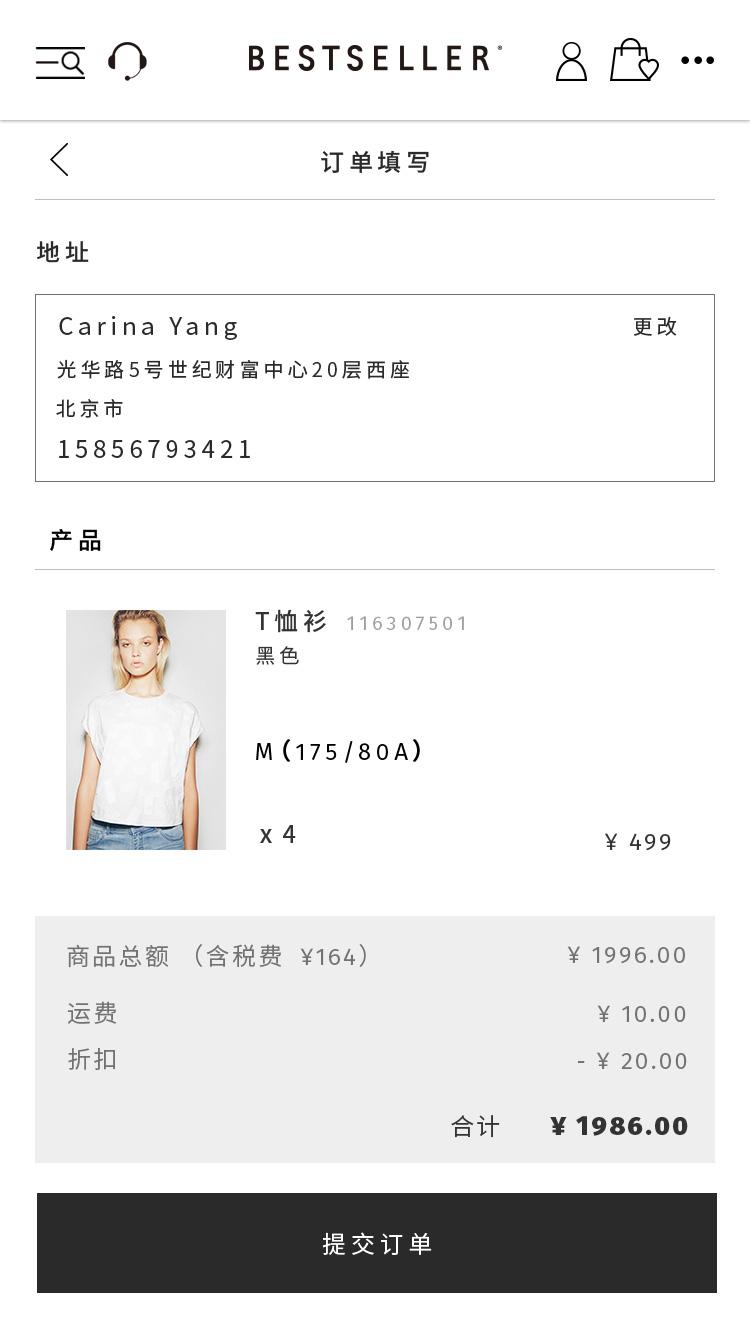 BESTSELLER®
订单填写
地址
Carina Yang 更改
光华路5号世纪财富中心20层西座
北京市
15856793421
产品
T恤衫 116307501
黑色
M(175/80A)
x 4 ¥ 499
商品总额 （含税费 ¥164） ¥ 1996.00
运费 ¥ 10.00
折扣 - ¥ 20.00
合计 ¥ 1986.00
提交订单